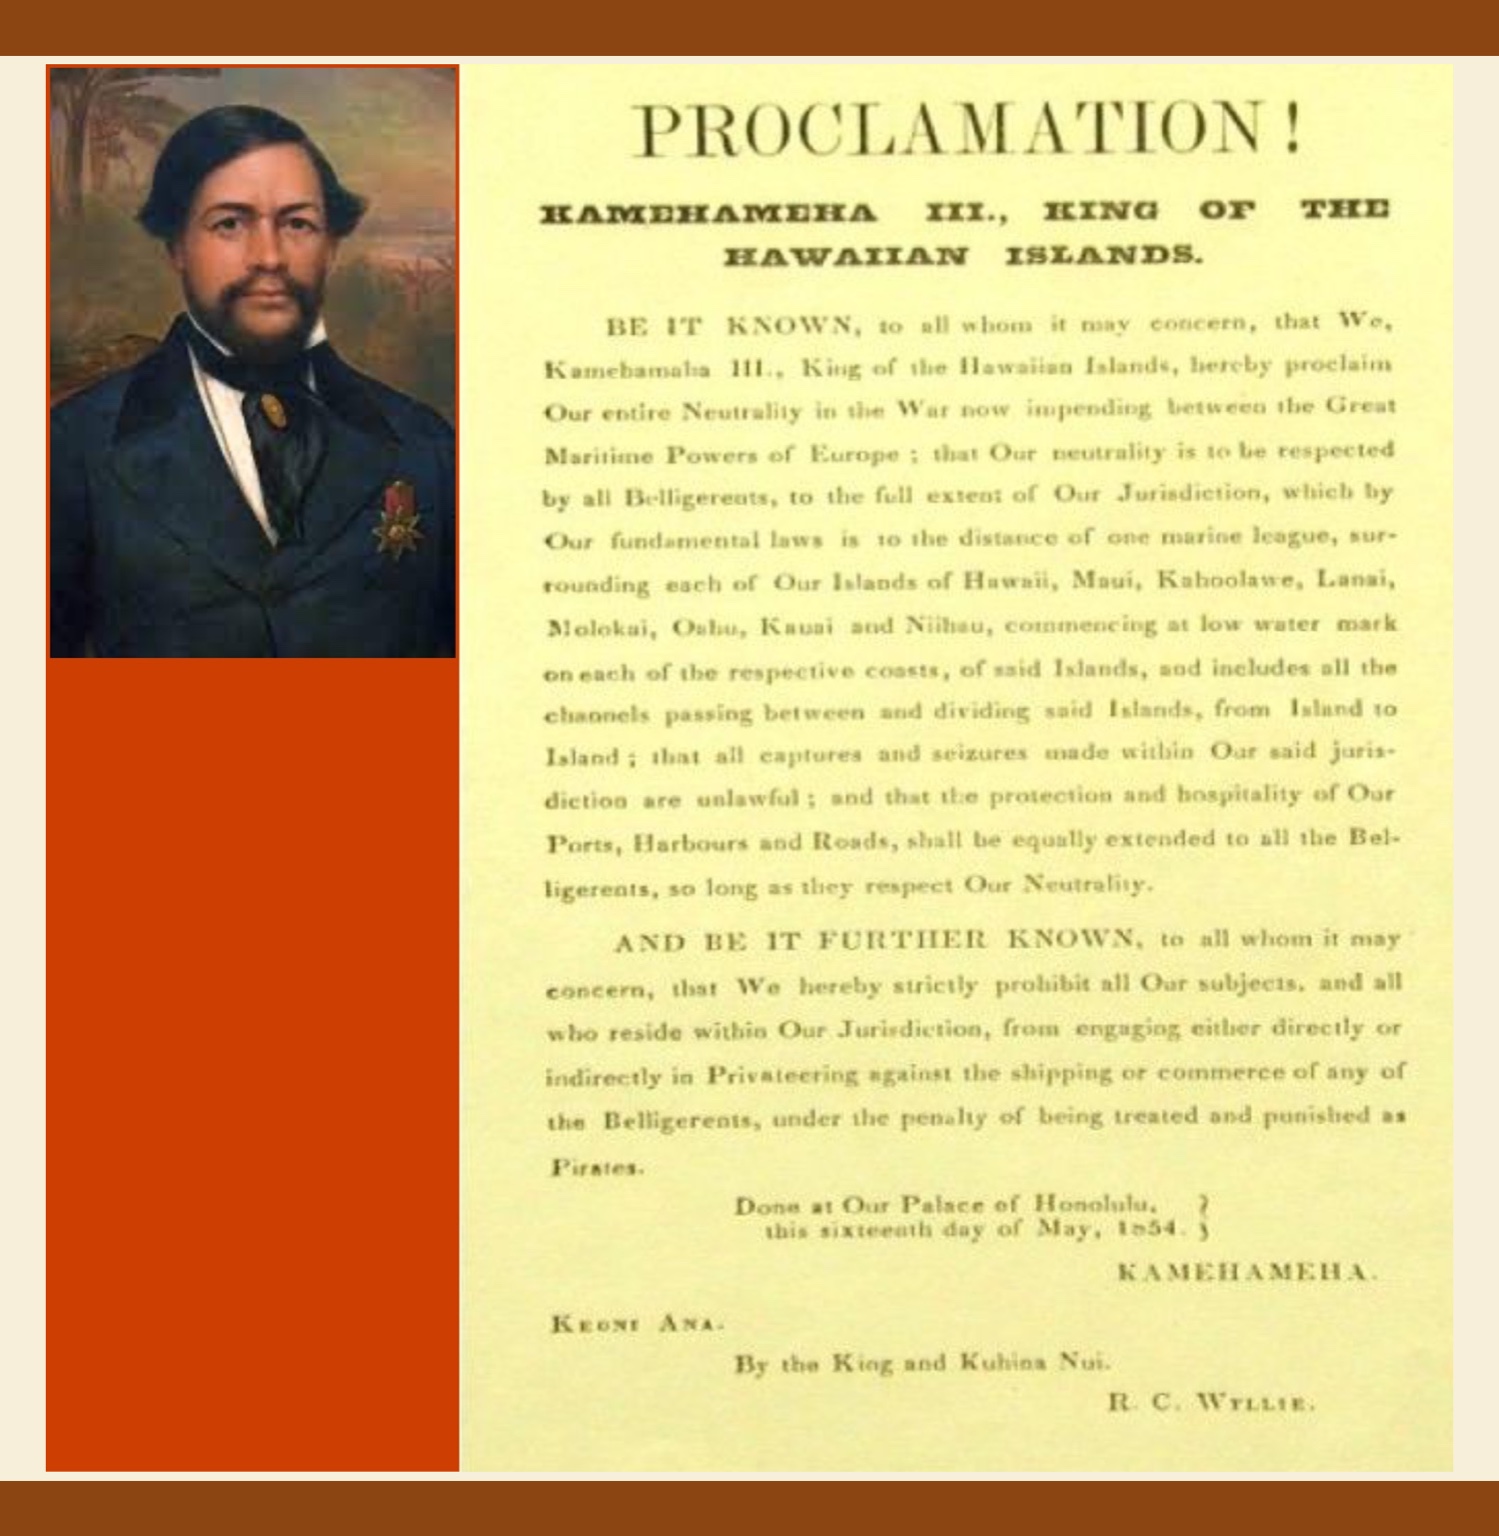 PROCLAMATION!
KAMEHAMEHA III., KING OF THE
HAWAIIAN ISLANDS.
BE IT KNOWN, to all whom it may concern, that We,
Kamehamaha III., King of the Hawaiian Islands, hereby proclaim
Our entire Neutrality in the War now impending between the Great
Maritime Powers of Europe; that Our neutrality is to be respected
by all Belligerents, to the full extent of Our Jurisdiction, which by
Our fundamental laws is to the distance of one marine league, sur-
rounding each of Our Islands of Hawaii, Maui, Kahoolawe, Lanai,
Molokai, Oahu, Kauai and Niihau, commencing at low water mark
on each of the respective coasts, of said Islands, and includes all the
channels passing between and dividing said Islands, from Island to
Island; that all captures and seizures made within Our said juris-
diction are unlawful; and that the protection and hospitality of Our
Ports, Harbours and Roads, shall be equally extended to all the Bel-
ligerents, so long as they respect Our Neutrality.
AND BE IT FURTHER KNOWN, to all whom it may
concern, that We hereby strictly prohibit all Our subjects, and all
who reside within Our Jurisdiction, from engaging either directly or
indirectly in Privateering against the shipping or commerce of any of
the Belligerents, under the penalty of being treated and punished as
Pirates.
Done at Our Palace of Honolulu,
this sixteenth day of May, 1854.
KAMEHAMEHA.
KEONI ANA.
By the King and Kuhina Nui.
R. C. WYLLIE.